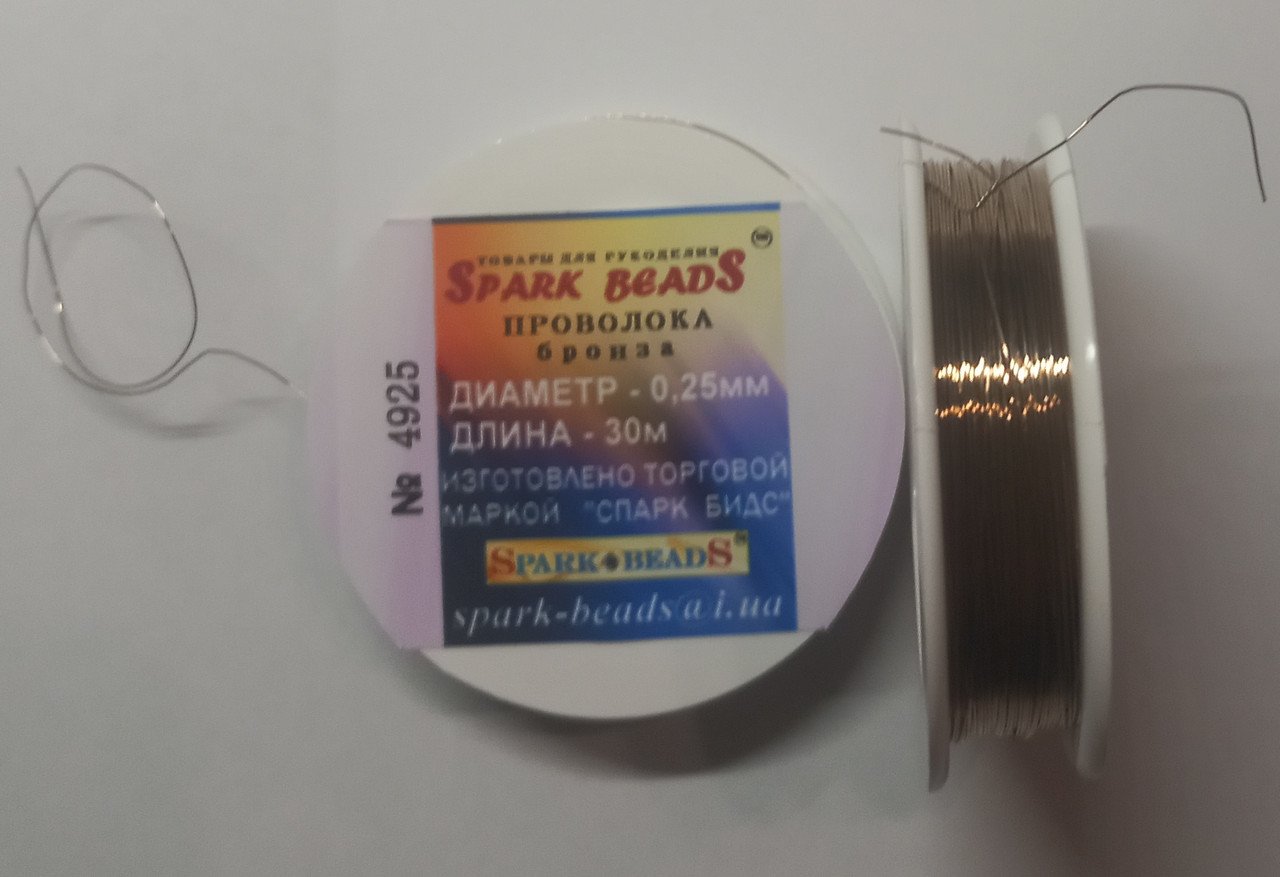 ТОВАРЫ ДЛЯ РУКОДЕЛИЯ
SPARK BEADS
ПРОВОЛОКА
бронза
ДИАМЕТР - 0,25мм
ДЛИНА - 30м
ИЗГОТОВЛЕНО ТОРГОВОЙ
МАРКОЙ "СПАРК БИДС"
SPARK BEADS
spark-beads@i.ua
№ 4925